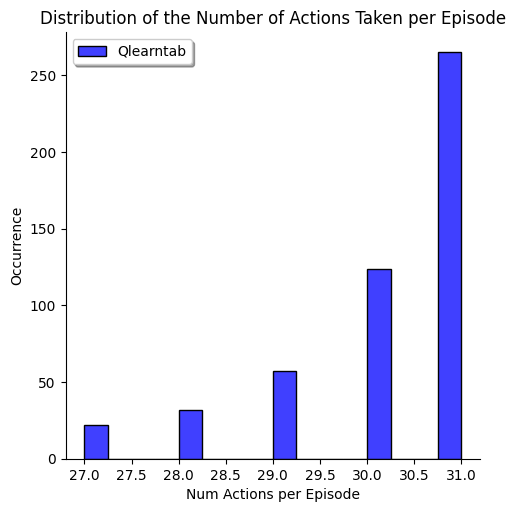 Distribution of the Number of Actions Taken per Episode
Qlearntab
250
200
150
100
50
0
Occurrence
27.0 27.5 28.0 28.5 29.0 29.5 30.0 30.5 31.0
Num Actions per Episode